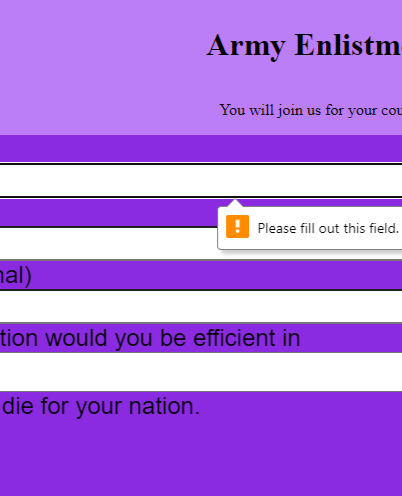 Army Enlistm
You will join us for your cou
Please fill out this field.
nal)
tion would you be efficient in
die for your nation.